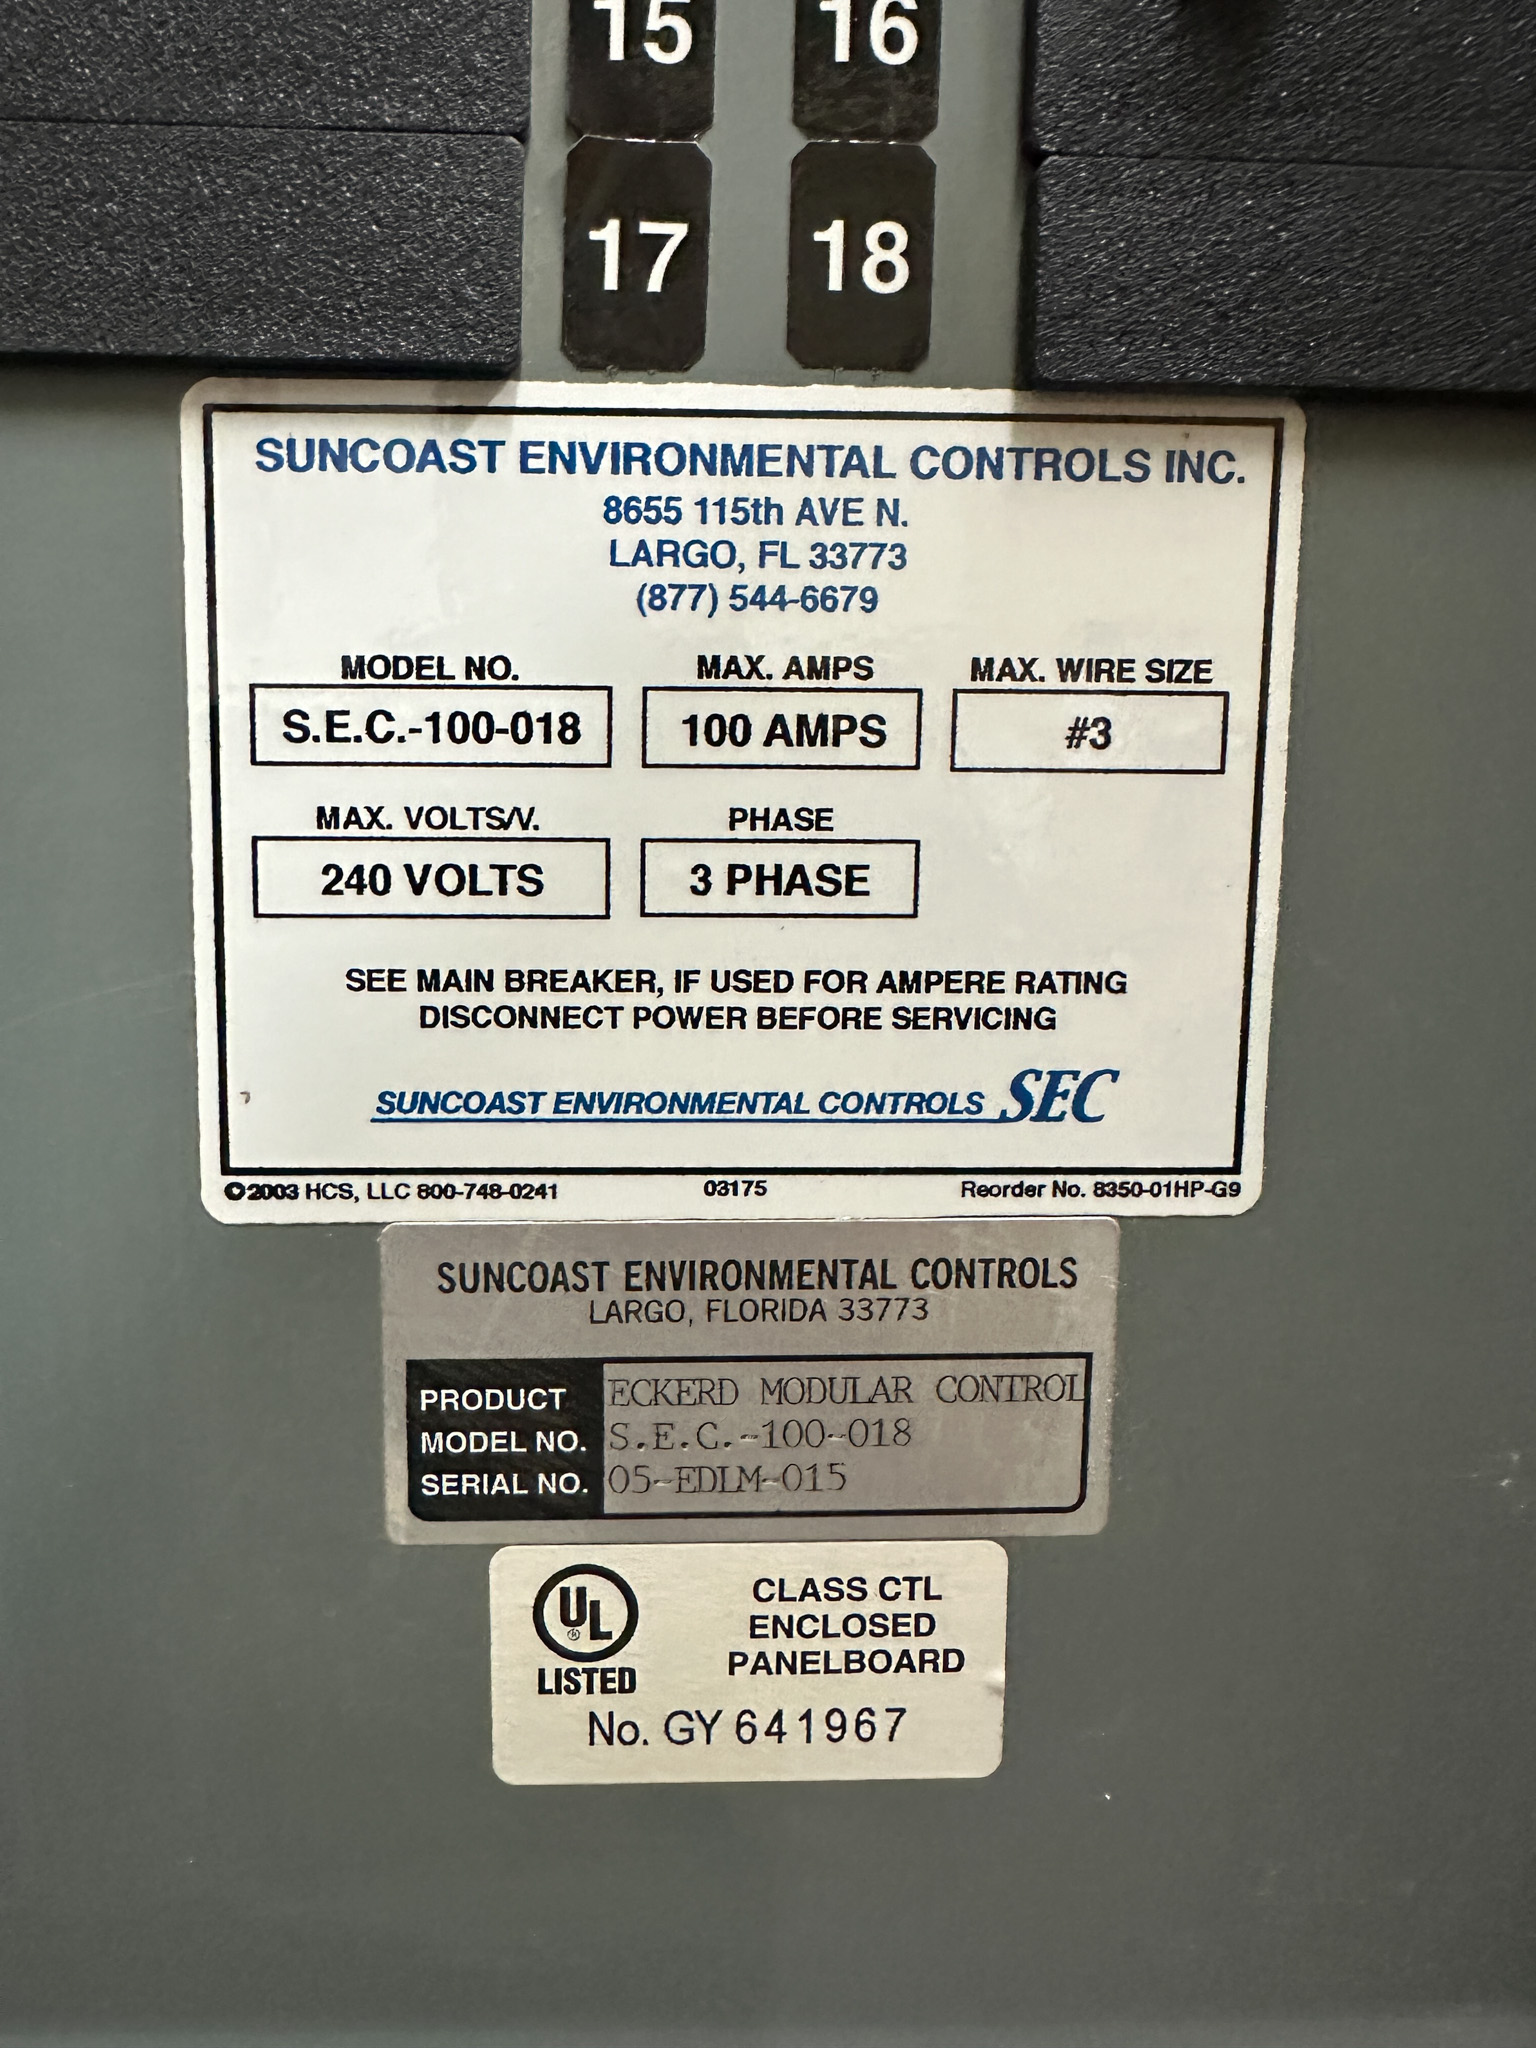 15 16
17 18
SUNCOAST ENVIRONMENTAL CONTROLS INC.
8655 115th AVE N.
LARGO, FL 33773
(877) 544-6679
MODEL NO. MAX. AMPS MAX. WIRE SIZE
S.E.C.-100-018 100 AMPS #3
MAX. VOLTS/V. PHASE
240 VOLTS 3 PHASE
SEE MAIN BREAKER, IF USED FOR AMPERE RATING
DISCONNECT POWER BEFORE SERVICING
SUNCOAST ENVIRONMENTAL CONTROLS SEC
©2003 HCS, LLC 800-748-0241 03175 Reorder No. 8350-01HP-G9
SUNCOAST ENVIRONMENTAL CONTROLS
LARGO, FLORIDA 33773
PRODUCT ECKERD MODULAR CONTROL
MODEL NO. S.E.C.-100-018
SERIAL NO. 05-EDLM-015
UL ® CLASS CTL
ENCLOSED
LISTED PANELBOARD
No. GY 641967